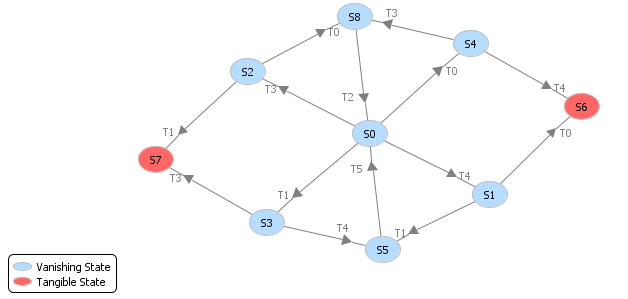 S8
T3
T0
S4
S2
T0
T3
T2
T4
S6
T1
S0
T0
S7
T3
T5
T4
T1
S1
S3
T4
T1
S5
Vanishing State
Tangible State